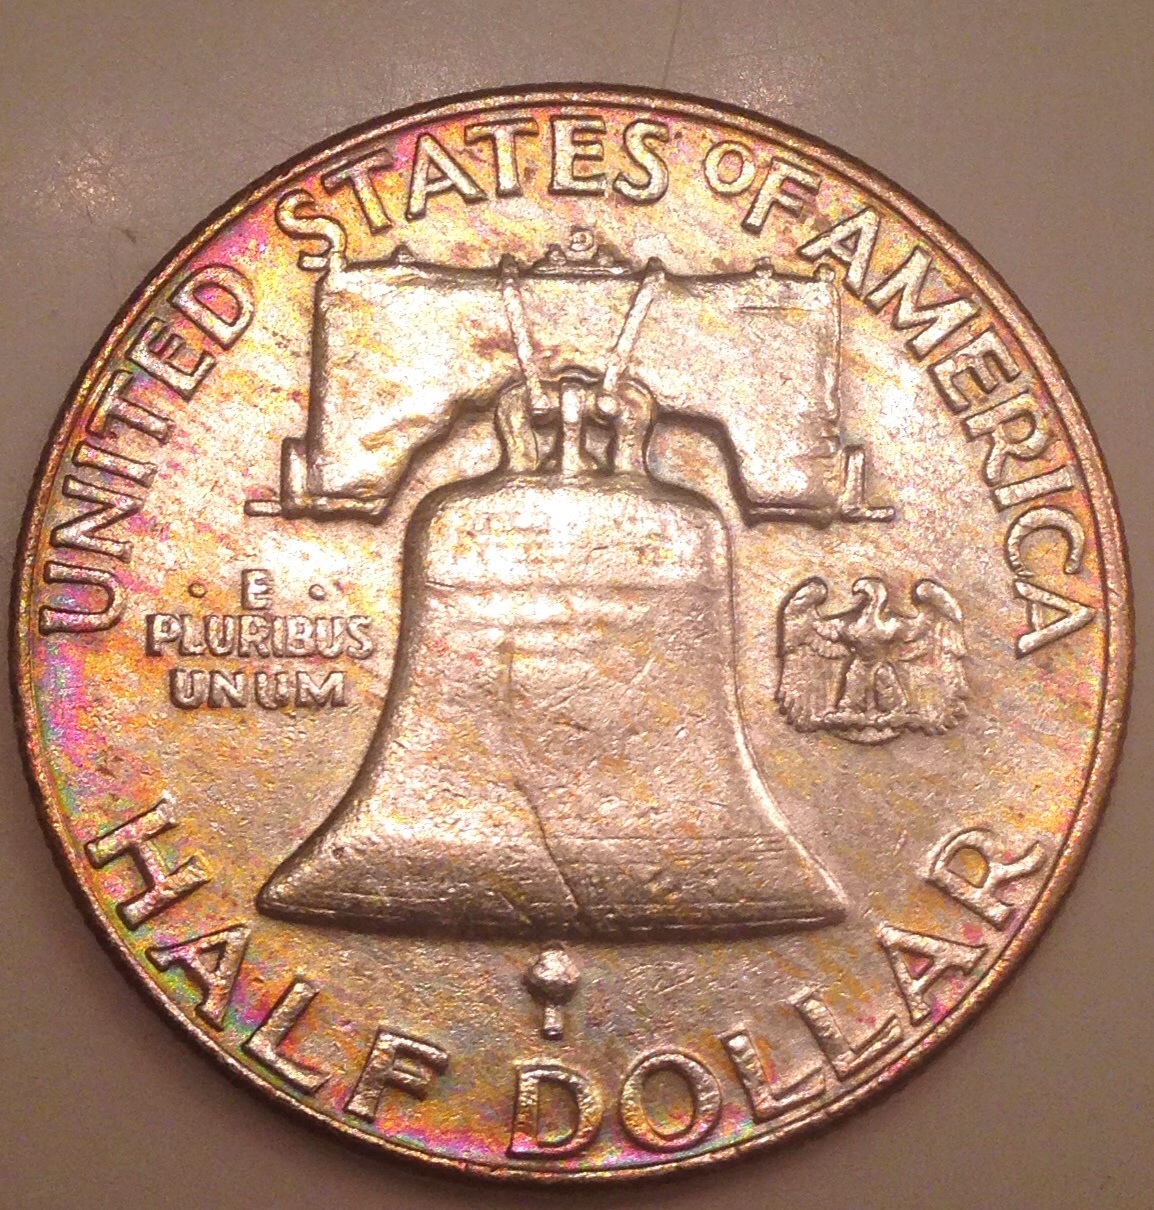 UNITED STATES OF AMERICA
D
· E ·
PLURIBUS
UNUM
HALF DOLLAR